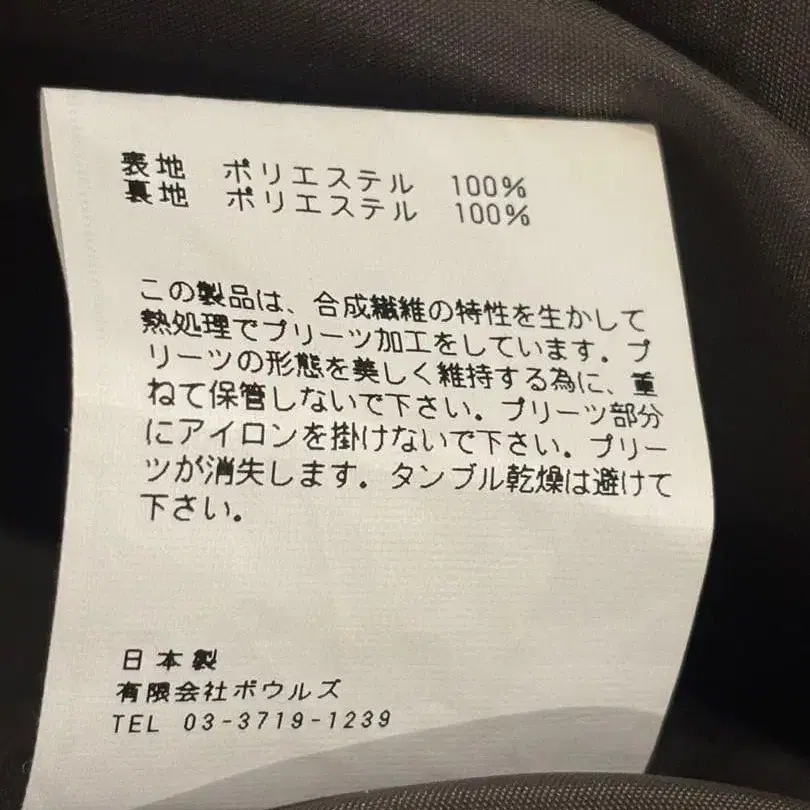 表地 ポリエステル 100%
裏地 ポリエステル 100%
この製品は、合成繊維の特性を生かして
熱処理でプリーツ加工をしています。プ
リーツの形態を美しく維持する為に、重
ねて保管しないで下さい。プリーツ部分
にアイロンを掛けないで下さい。プリー
ツが消失します。タンブル乾燥は避けて
下さい。
日本製
有限会社ボウルズ
TEL 03-3719-1239